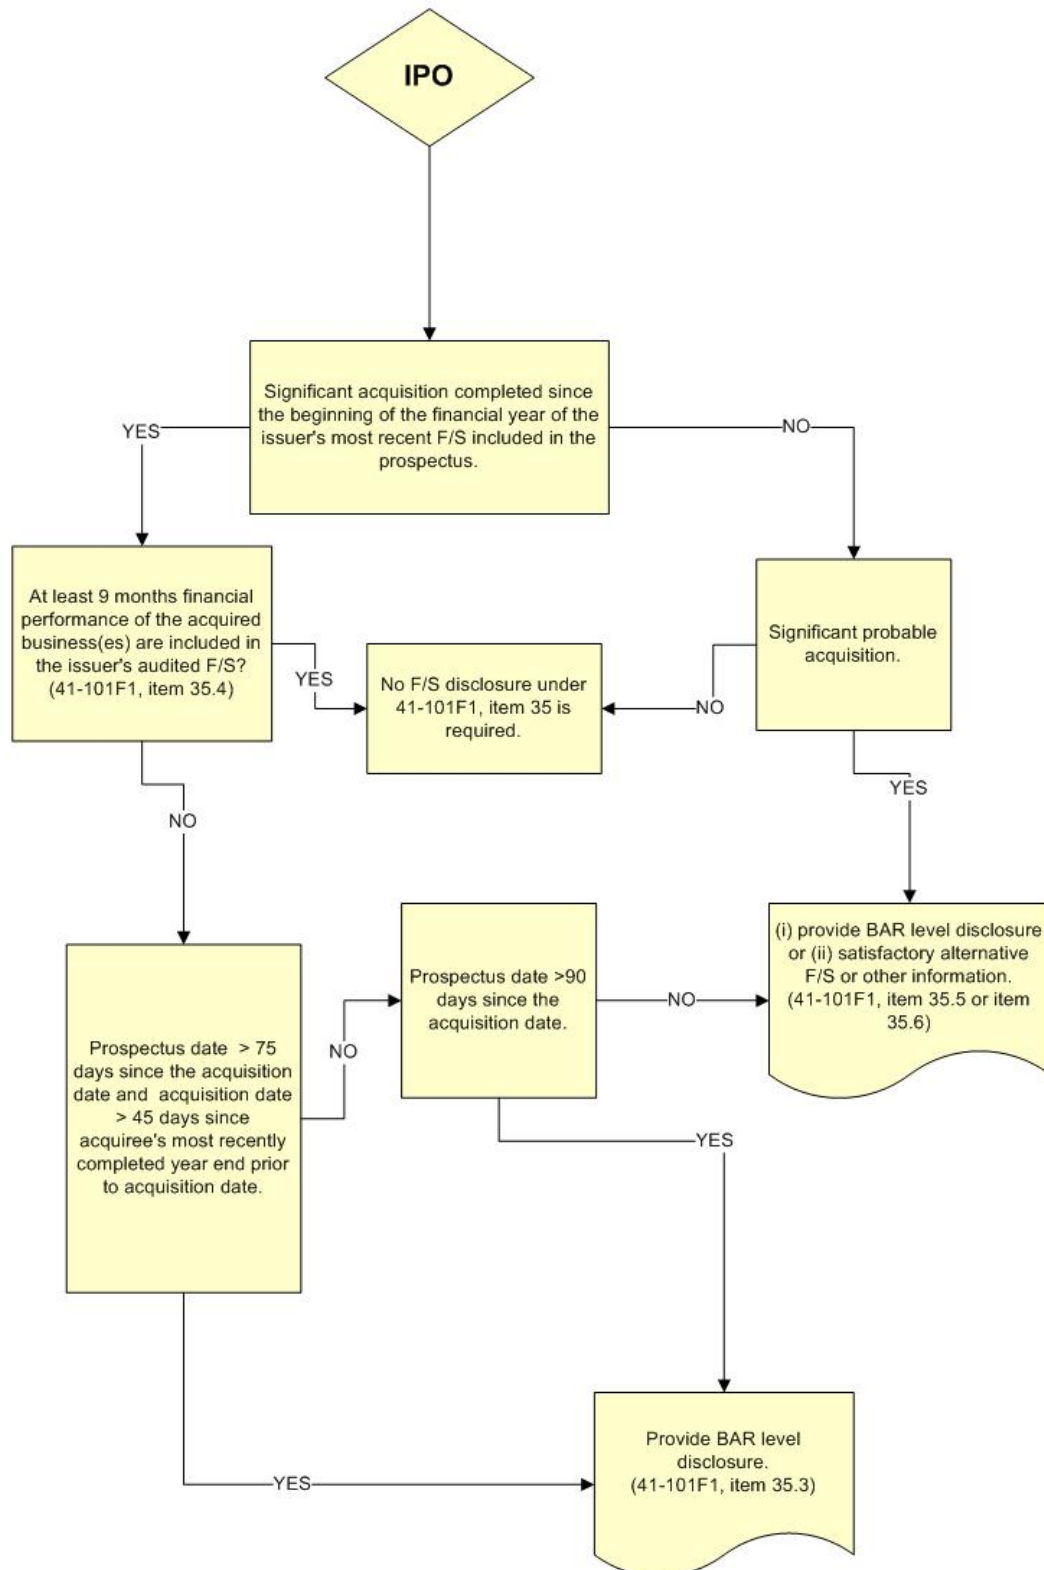 IPO
Significant acquisition completed since
the beginning of the financial year of the
issuer's most recent F/S included in the
prospectus.
YES
NO
At least 9 months financial
performance of the acquired
business(es) are included in
the issuer's audited F/S?
(41-101F1, item 35.4)
YES
No F/S disclosure under
41-101F1, item 35 is
required.
NO
Significant probable
acquisition.
NO
YES
Prospectus date > 75
days since the acquisition
date and acquisition date
> 45 days since
acquiree's most recently
completed year end prior
to acquisition date.
NO
Prospectus date >90
days since the
acquisition date.
NO
(i) provide BAR level disclosure
or (ii) satisfactory alternative
F/S or other information.
(41-101F1, item 35.5 or item
35.6)
YES
YES
Provide BAR level
disclosure.
(41-101F1, item 35.3)